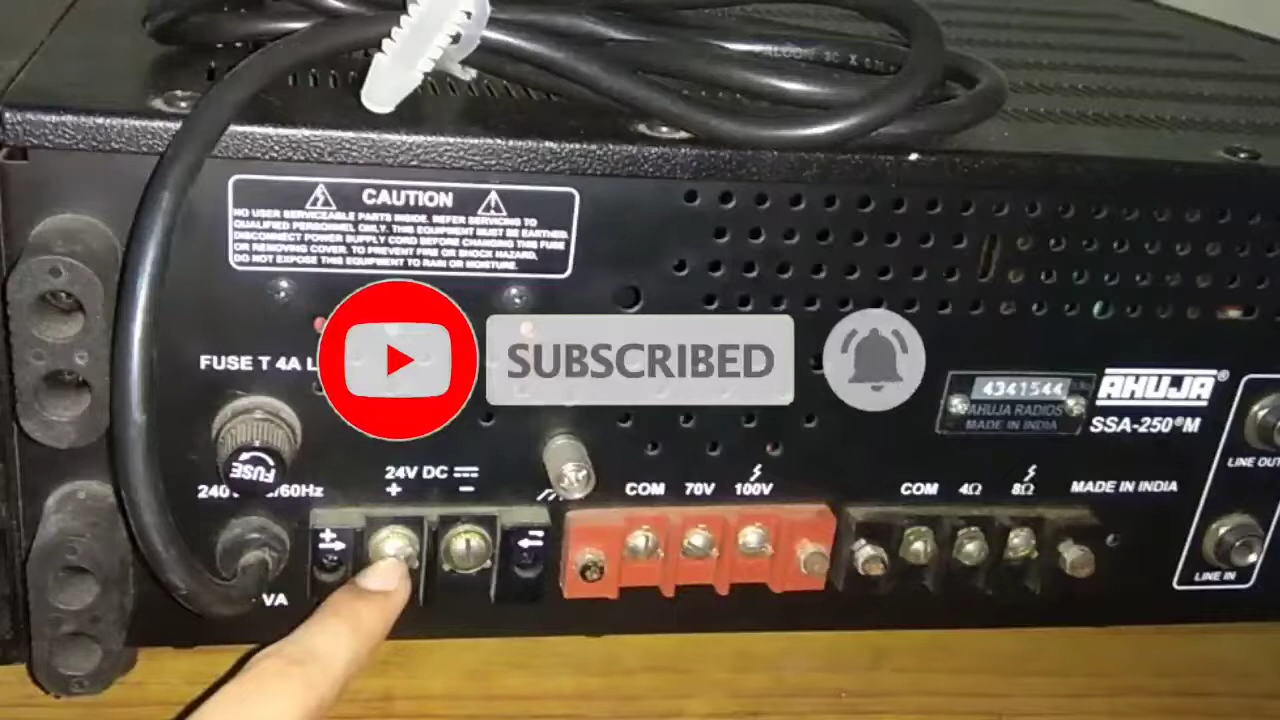 ALCON 3C X 0.
CAUTION
NO USER SERVICEABLE PARTS INSIDE. REFER SERVICING TO
QUALIFIED PERSONNEL ONLY. THIS EQUIPMENT MUST BE EARTHED.
DISCONNECT POWER SUPPLY CORD BEFORE CHANGING THIS FUSE
OR REMOVING COVER. TO PREVENT FIRE OR SHOCK HAZARD,
DO NOT EXPOSE THIS EQUIPMENT TO RAIN OR MOISTURE.
FUSE T 4A L
SUBSCRIBED
4341544
AHUJA RADIOS
MADE IN INDIA
AHUJA®
SSA-250®M
FUSE
240 /60Hz
24V DC
+ −
COM 70V 100V
COM 4Ω 8Ω
MADE IN INDIA
LINE OUT
LINE IN
+ −
VA